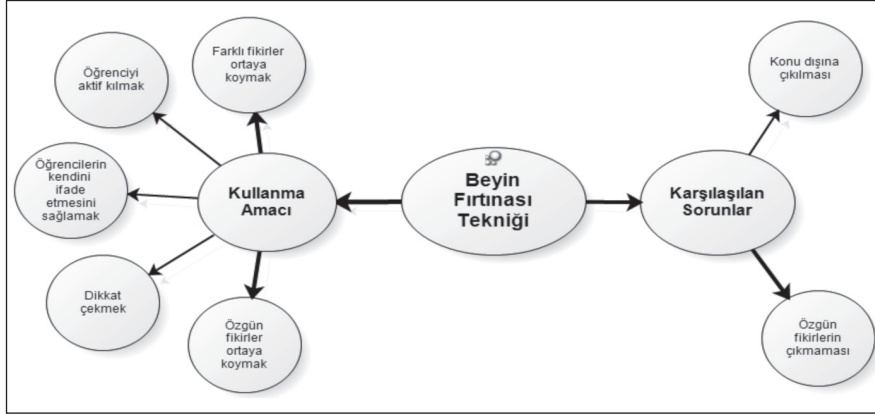 Farklı fikirler
ortaya
koymak
Öğrenciyi
aktif kılmak
Öğrencilerin
kendini
ifade
etmesini
sağlamak
Dikkat
çekmek
Özgün
fikirler
ortaya
koymak
Kullanma
Amacı
Beyin
Fırtınası
Tekniği
Karşılaşılan
Sorunlar
Konu dışına
çıkılması
Özgün
fikirlerin
çıkmaması